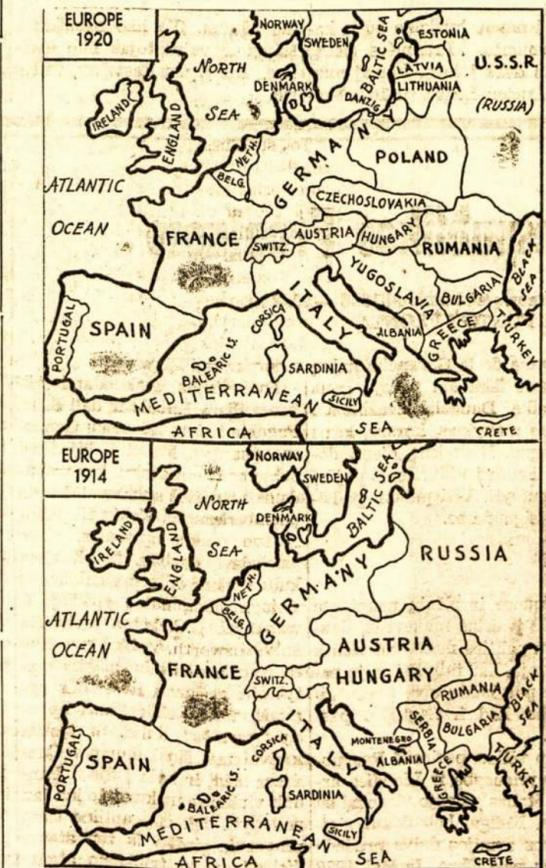 EUROPE
1920
NORWAY
SWEDEN
BALTIC SEA
ESTONIA
LATVIA
LITHUANIA
U.S.S.R.
(RUSSIA)
NORTH
SEA
DENMARK
D
DANZIG
IRELAND
ENGLAND
NETH.
BELG.
GERMANY
POLAND
ATLANTIC
OCEAN
CZECHOSLOVAKIA
FRANCE
SWITZ.
AUSTRIA
HUNGARY
RUMANIA
BLACK
SEA
YUGOSLAVIA
BULGARIA
ITALY
ALBANIA
GREECE
TURKEY
PORTUGAL
SPAIN
CORSICA
BALEARIC IS.
SARDINIA
SICILY
MEDITERRANEAN
SEA
AFRICA
CRETE
EUROPE
1914
NORWAY
SWEDEN
BALTIC SEA
NORTH
SEA
DENMARK
D
IRELAND
ENGLAND
NETH.
BELG.
GERMANY
RUSSIA
ATLANTIC
OCEAN
AUSTRIA
HUNGARY
FRANCE
SWITZ.
RUMANIA
BLACK
SEA
SERBIA
BULGARIA
MONTENEGRO
ALBANIA
ITALY
GREECE
TURKEY
PORTUGAL
SPAIN
CORSICA
BALEARIC IS.
SARDINIA
SICILY
MEDITERRANEAN
SEA
AFRICA
CRETE